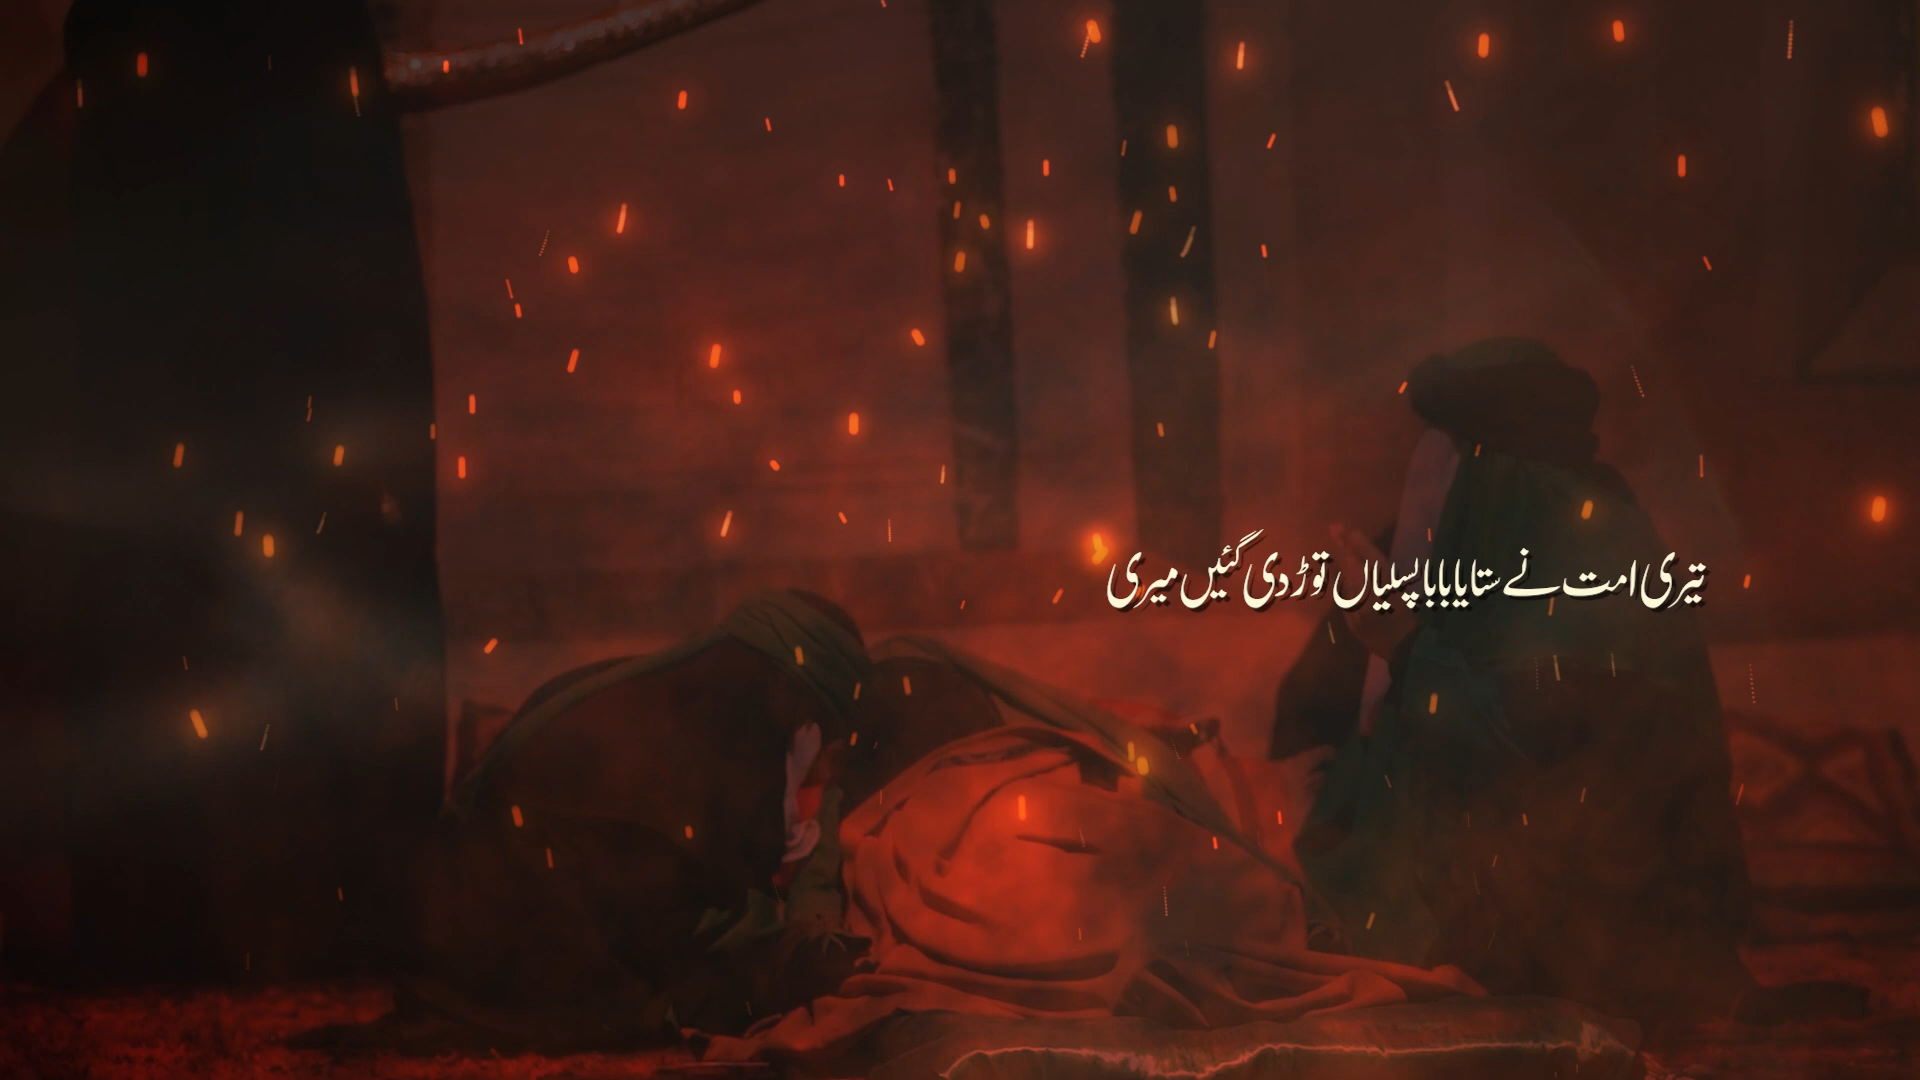 تیری امت نے ستایا بابا پسلیاں توڑ دی گئیں میری